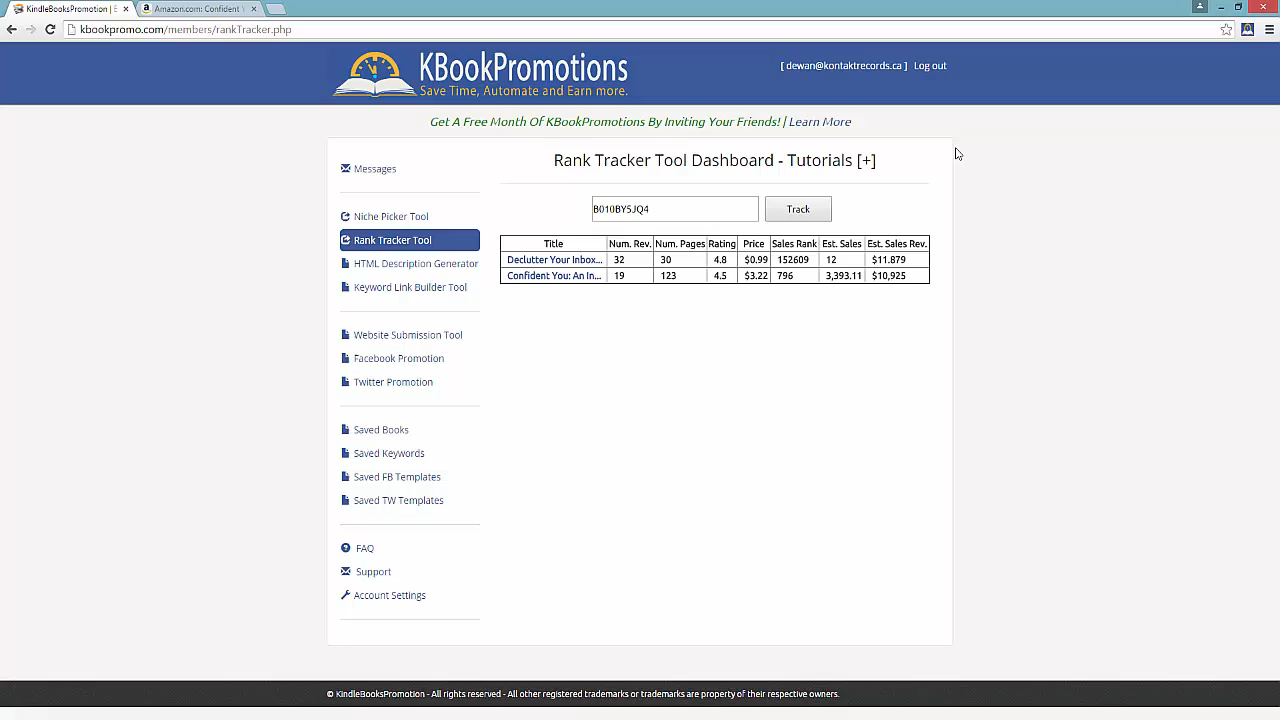 KindleBooksPromotion | E
Amazon.com: Confident Y
kbookpromo.com/members/rankTracker.php
KBookPromotions
Save Time, Automate and Earn more.
[ dewan@kontaktrecords.ca ] Log out
Get A Free Month Of KBookPromotions By Inviting Your Friends! | Learn More
Messages
Niche Picker Tool
Rank Tracker Tool
HTML Description Generator
Keyword Link Builder Tool
Website Submission Tool
Facebook Promotion
Twitter Promotion
Saved Books
Saved Keywords
Saved FB Templates
Saved TW Templates
FAQ
Support
Account Settings
Rank Tracker Tool Dashboard - Tutorials [+]
B010BY5JQ4 Track
Title Num. Rev. Num. Pages Rating Price Sales Rank Est. Sales Est. Sales Rev.
Declutter Your Inbox... 32 30 4.8 $0.99 152609 12 $11.879
Confident You: An In... 19 123 4.5 $3.22 796 3,393.11 $10,925
© KindleBooksPromotion - All rights reserved - All other registered trademarks or trademarks are property of their respective owners.